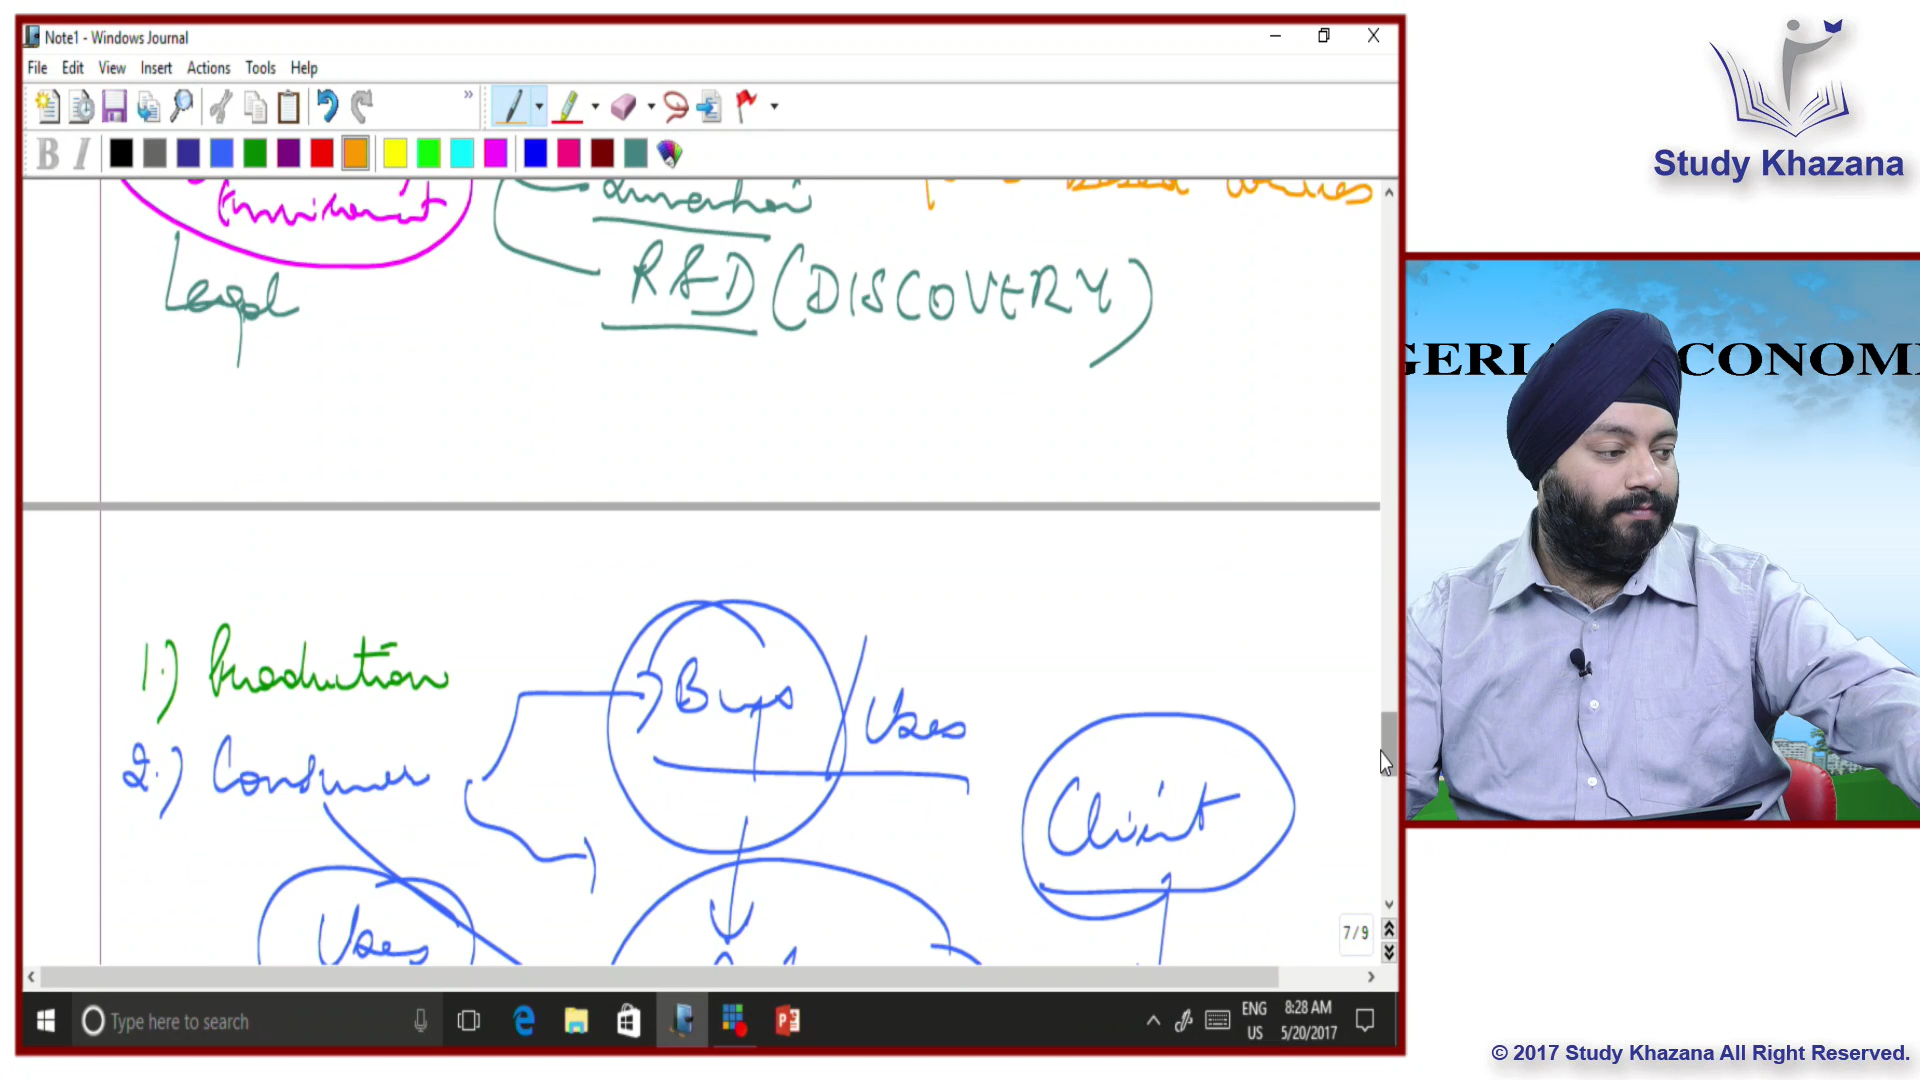 Note1 - Windows Journal
File Edit View Insert Actions Tools Help
B I
Legal
R&D (DISCOVERY)
1.) Production
2.) Consumer
Buys / Uses
Client
Uses
7 / 9
Type here to search
ENG
US
8:28 AM
5/20/2017
Study Khazana
GERIA CONOMI
© 2017 Study Khazana All Right Reserved.